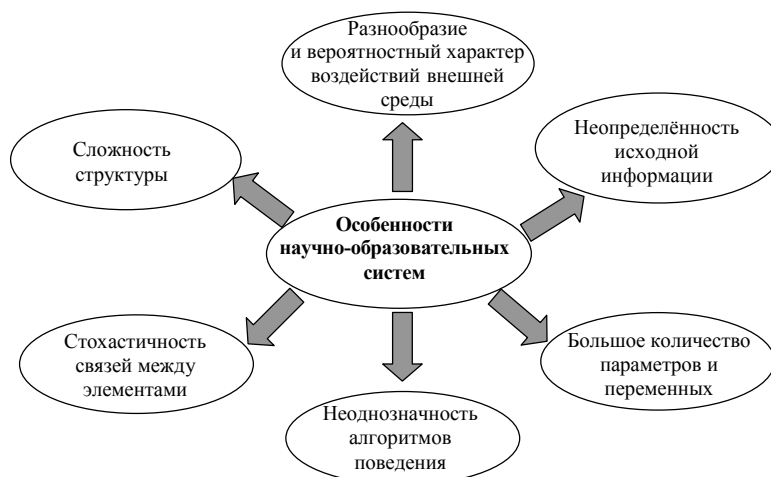 Разнообразие
и вероятностный характер
воздействий внешней
среды
Сложность
структуры
Неопределённость
исходной
информации
Особенности
научно-образовательных
систем
Стохастичность
связей между
элементами
Большое количество
параметров и
переменных
Неоднозначность
алгоритмов
поведения